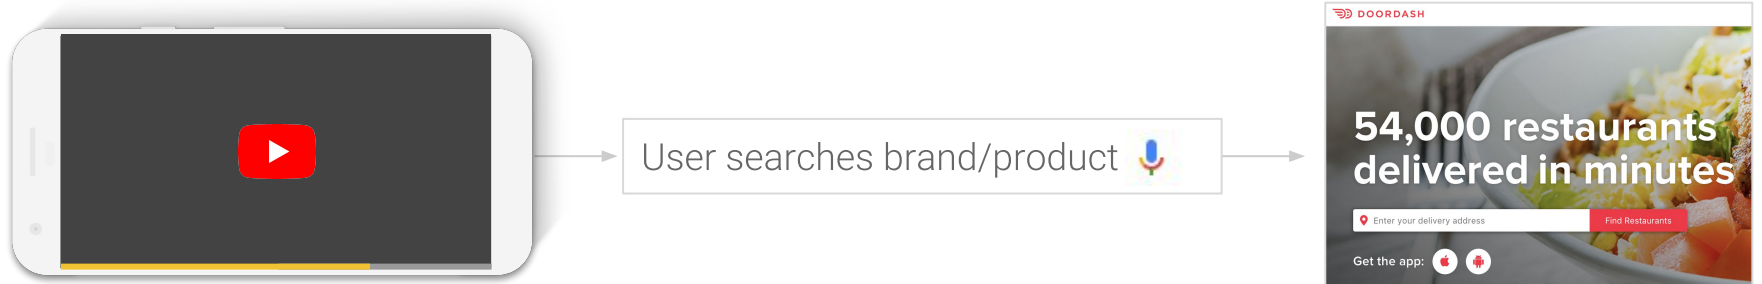 User searches brand/product
DOORDASH
54,000 restaurants
delivered in minutes
Enter your delivery address
Find Restaurants
Get the app: